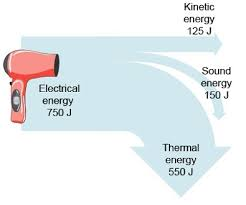 Kinetic
energy
125 J
Sound
energy
150 J
Electrical
energy
750 J
Thermal
energy
550 J